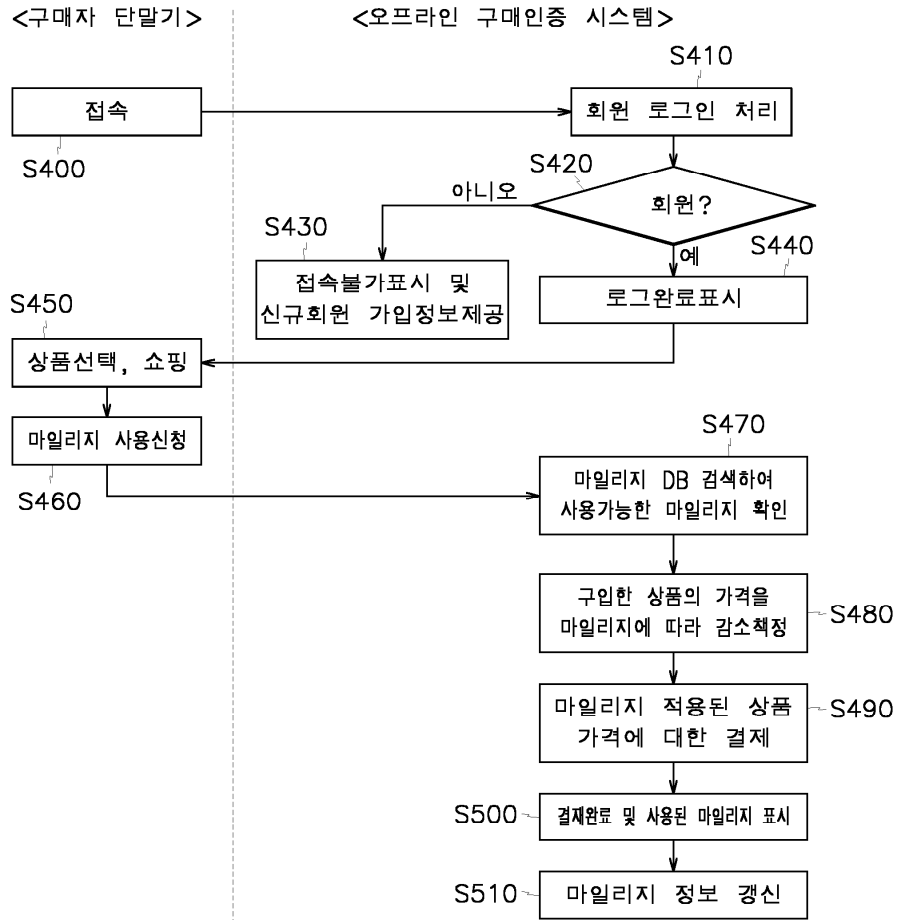 <구매자 단말기>
<오프라인 구매인증 시스템>
S410
접속
회원 로그인 처리
S400
S420
아니오
회원?
S430
예
S440
접속불가표시 및
신규회원 가입정보제공
로그완료표시
S450
상품선택, 쇼핑
마일리지 사용신청
S460
S470
마일리지 DB 검색하여
사용가능한 마일리지 확인
구입한 상품의 가격을
마일리지에 따라 감소책정
S480
마일리지 적용된 상품
가격에 대한 결제
S490
S500
결재완료 및 사용된 마일리지 표시
S510
마일리지 정보 갱신